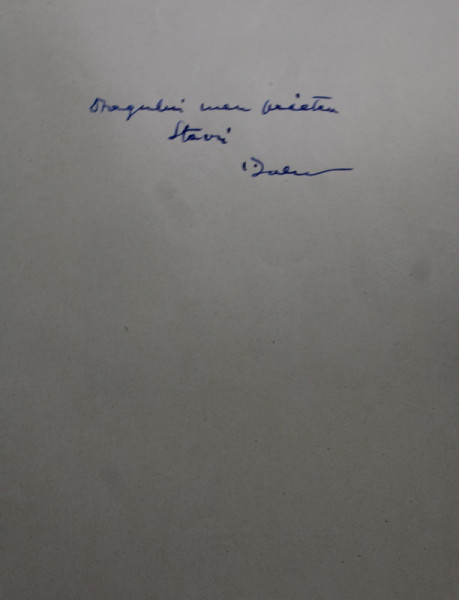 Dragului meu prieten
Stavri